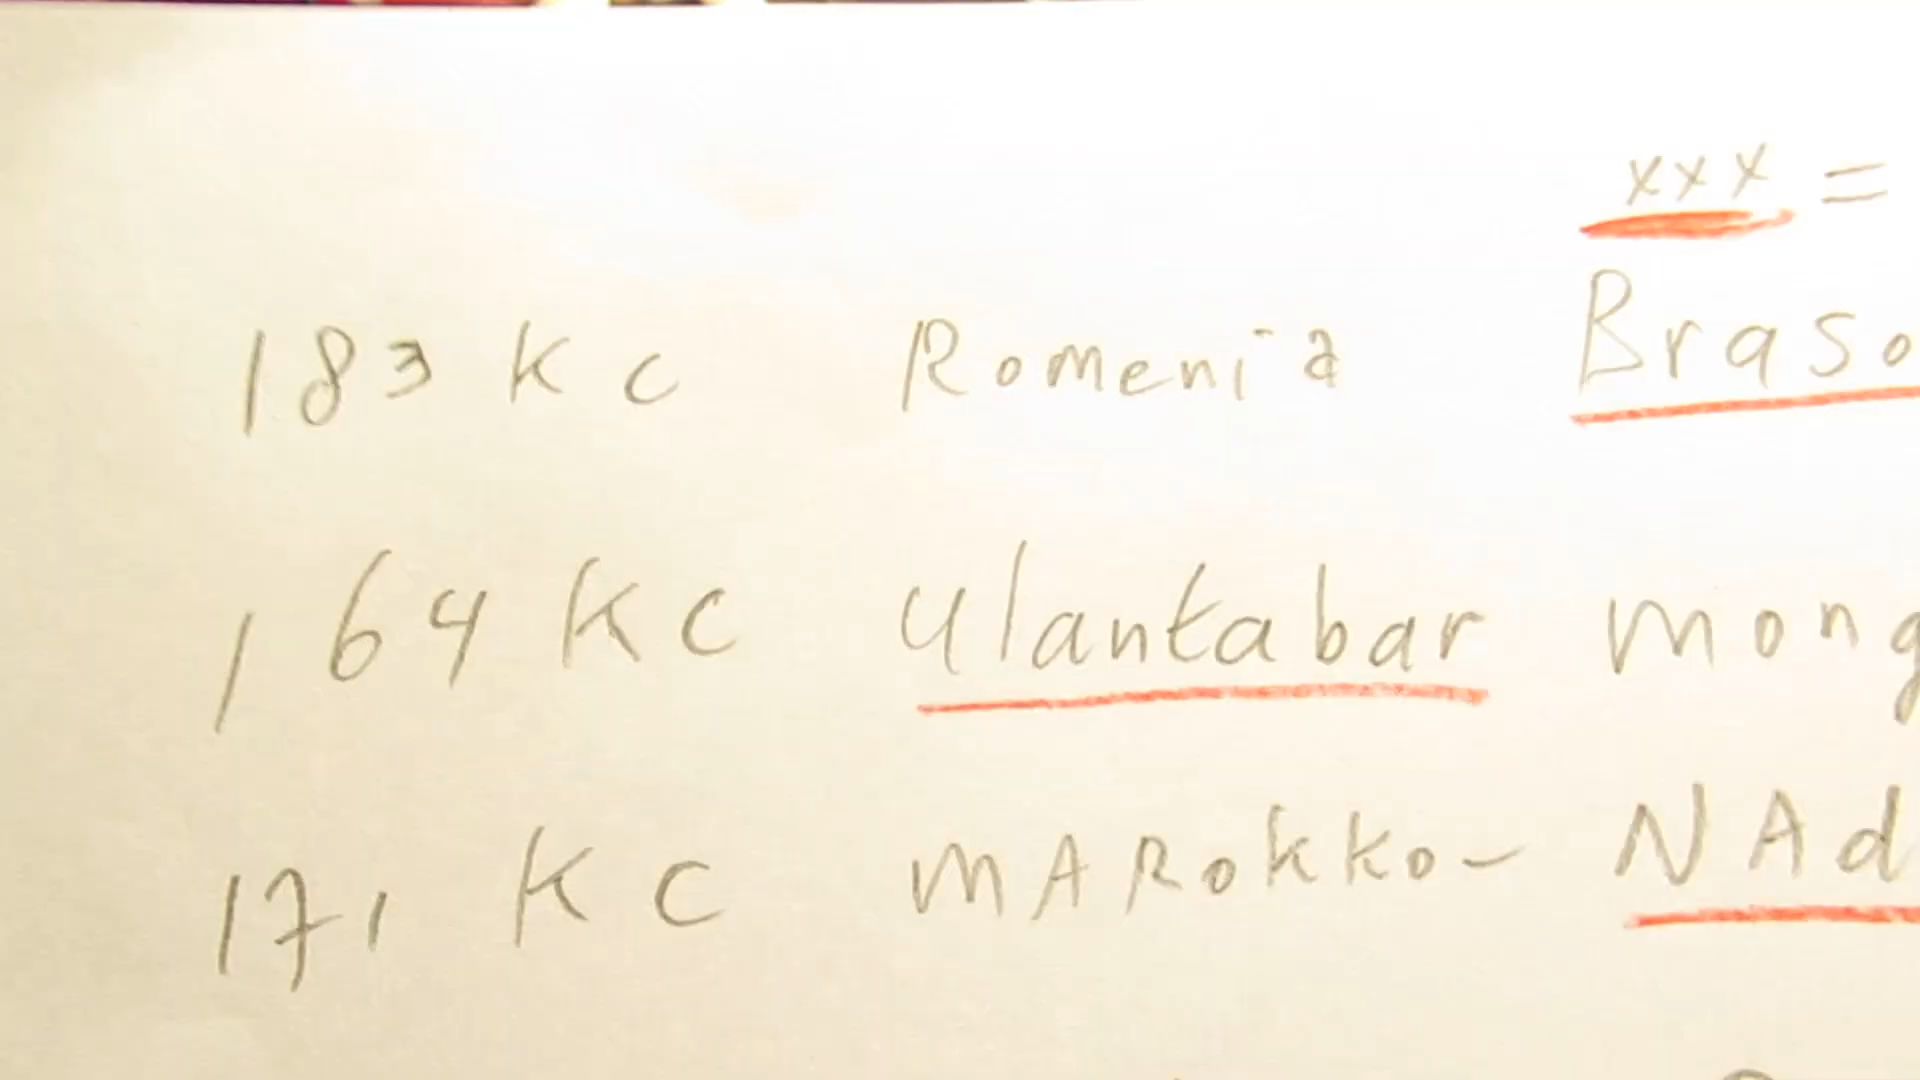 xxx =
183 KC Romenia Braso
164 KC Ulantabar mong
171 KC MARokko- NAd